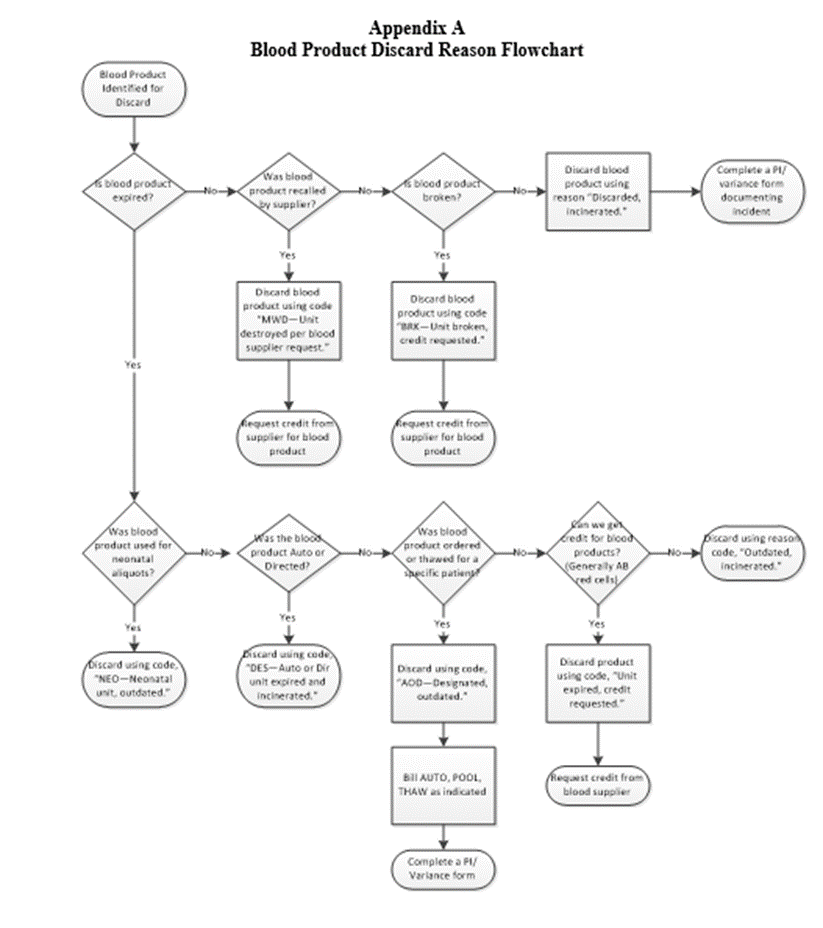 Appendix A
Blood Product Discard Reason Flowchart
Blood Product
Identified for
Discard
Is blood product
expired?
No
Was blood
product recalled
by supplier?
No
Is blood product
broken?
No
Discard blood
product using
reason "Discarded,
incinerated."
Complete a PI/
variance form
documenting
incident
Yes
Yes
Discard blood
product using code
"MWD—Unit
destroyed per blood
supplier request."
Discard blood
product using code
"BRK—Unit broken,
credit requested."
Yes
Request credit from
supplier for blood
product
Request credit from
supplier for blood
product
Was blood
product used for
neonatal
aliquots?
No
Was the blood
product Auto or
Directed?
No
Was blood
product ordered
or thawed for a
specific patient?
No
Can we get
credit for blood
products?
(Generally AB
red cells)
No
Discard using reason
code, "Outdated,
incinerated."
Yes
Yes
Yes
Yes
Discard using code,
"NEO—Neonatal
unit, outdated."
Discard using code,
"DES—Auto or Dir
unit expired and
incinerated."
Discard using code,
"AOD—Designated,
outdated."
Discard product
using code, "Unit
expired, credit
requested."
Bill AUTO, POOL,
THAW as indicated
Request credit from
blood supplier
Complete a PI/
Variance form